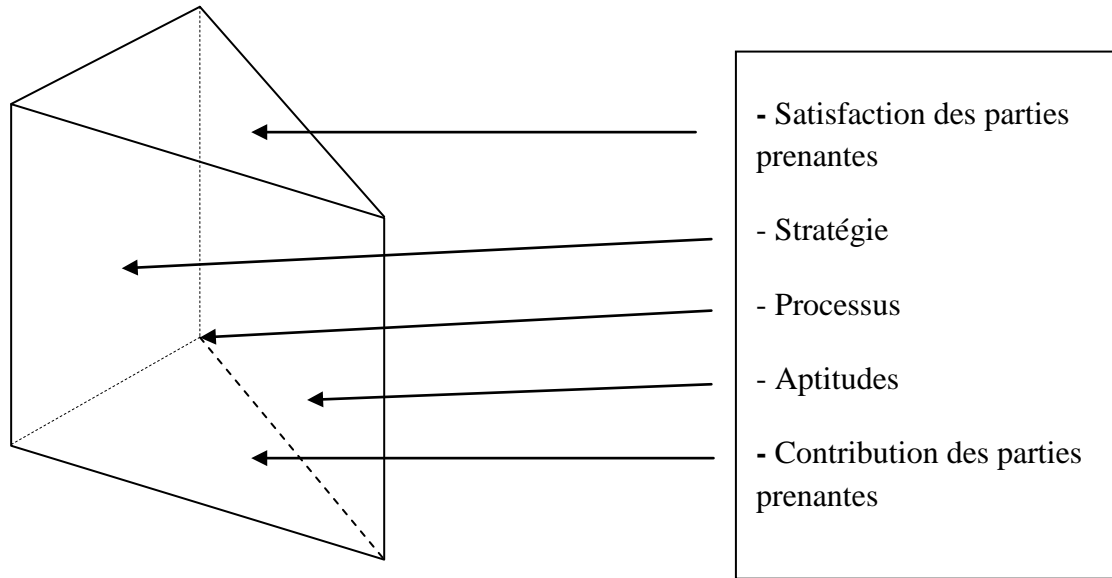 - Satisfaction des parties
prenantes
- Stratégie
- Processus
- Aptitudes
- Contribution des parties
prenantes